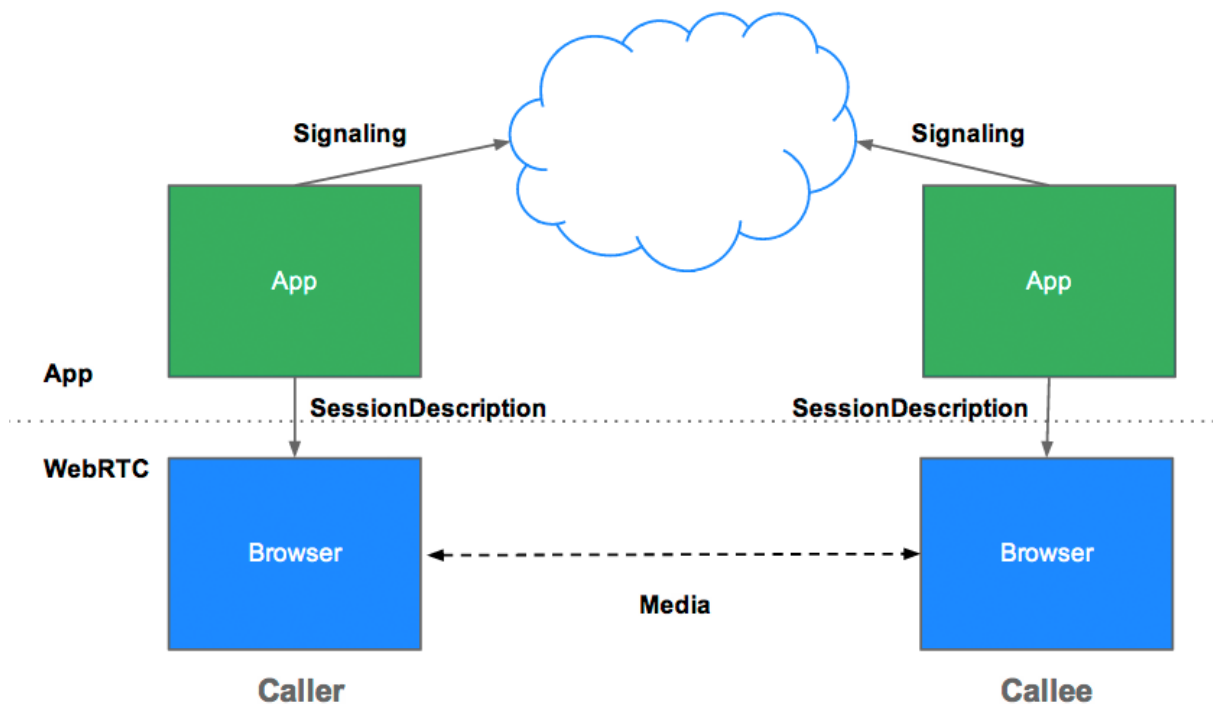 Signaling
Signaling
App
App
App
SessionDescription
SessionDescription
WebRTC
Browser
Browser
Media
Caller
Callee